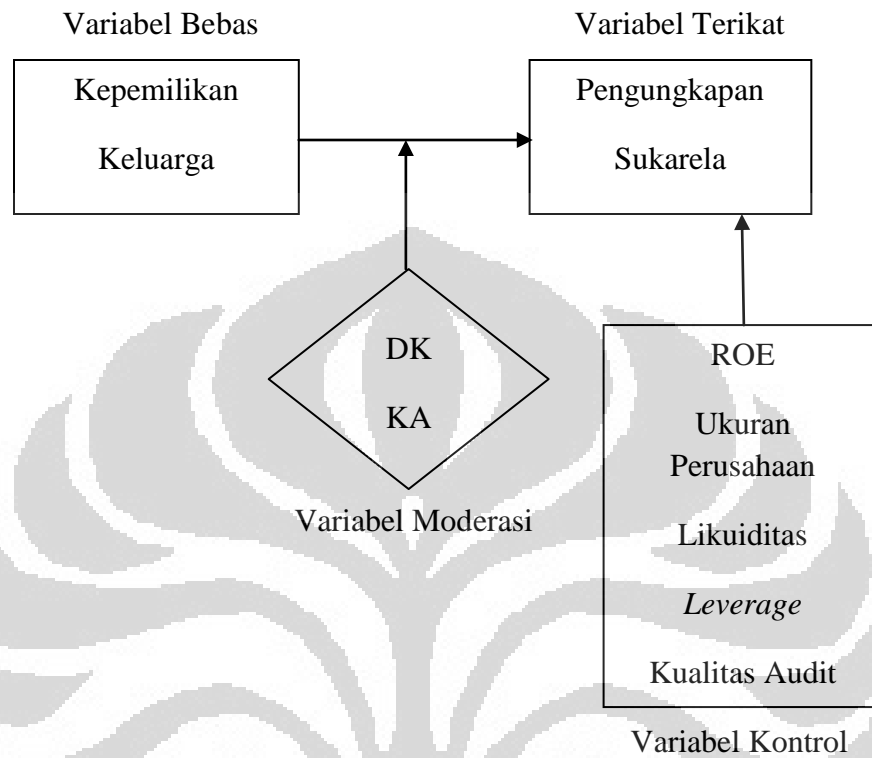 Variabel Bebas
Variabel Terikat
Kepemilikan
Keluarga
Pengungkapan
Sukarela
DK
KA
Variabel Moderasi
ROE
Ukuran
Perusahaan
Likuiditas
Leverage
Kualitas Audit
Variabel Kontrol